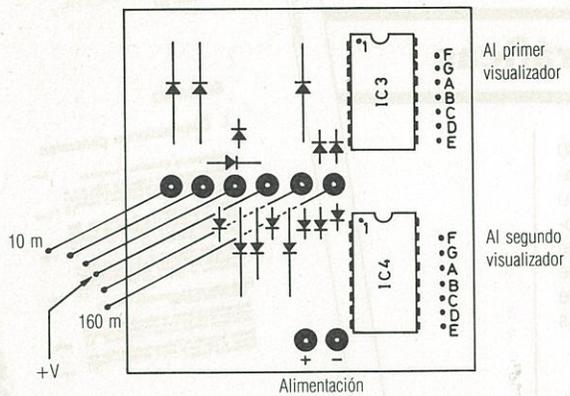 1
IC3
F
G
A
B
C
D
E
Al primer
visualizador
10 m
160 m
+V
1
IC4
F
G
A
B
C
D
E
Al segundo
visualizador
+
−
Alimentación